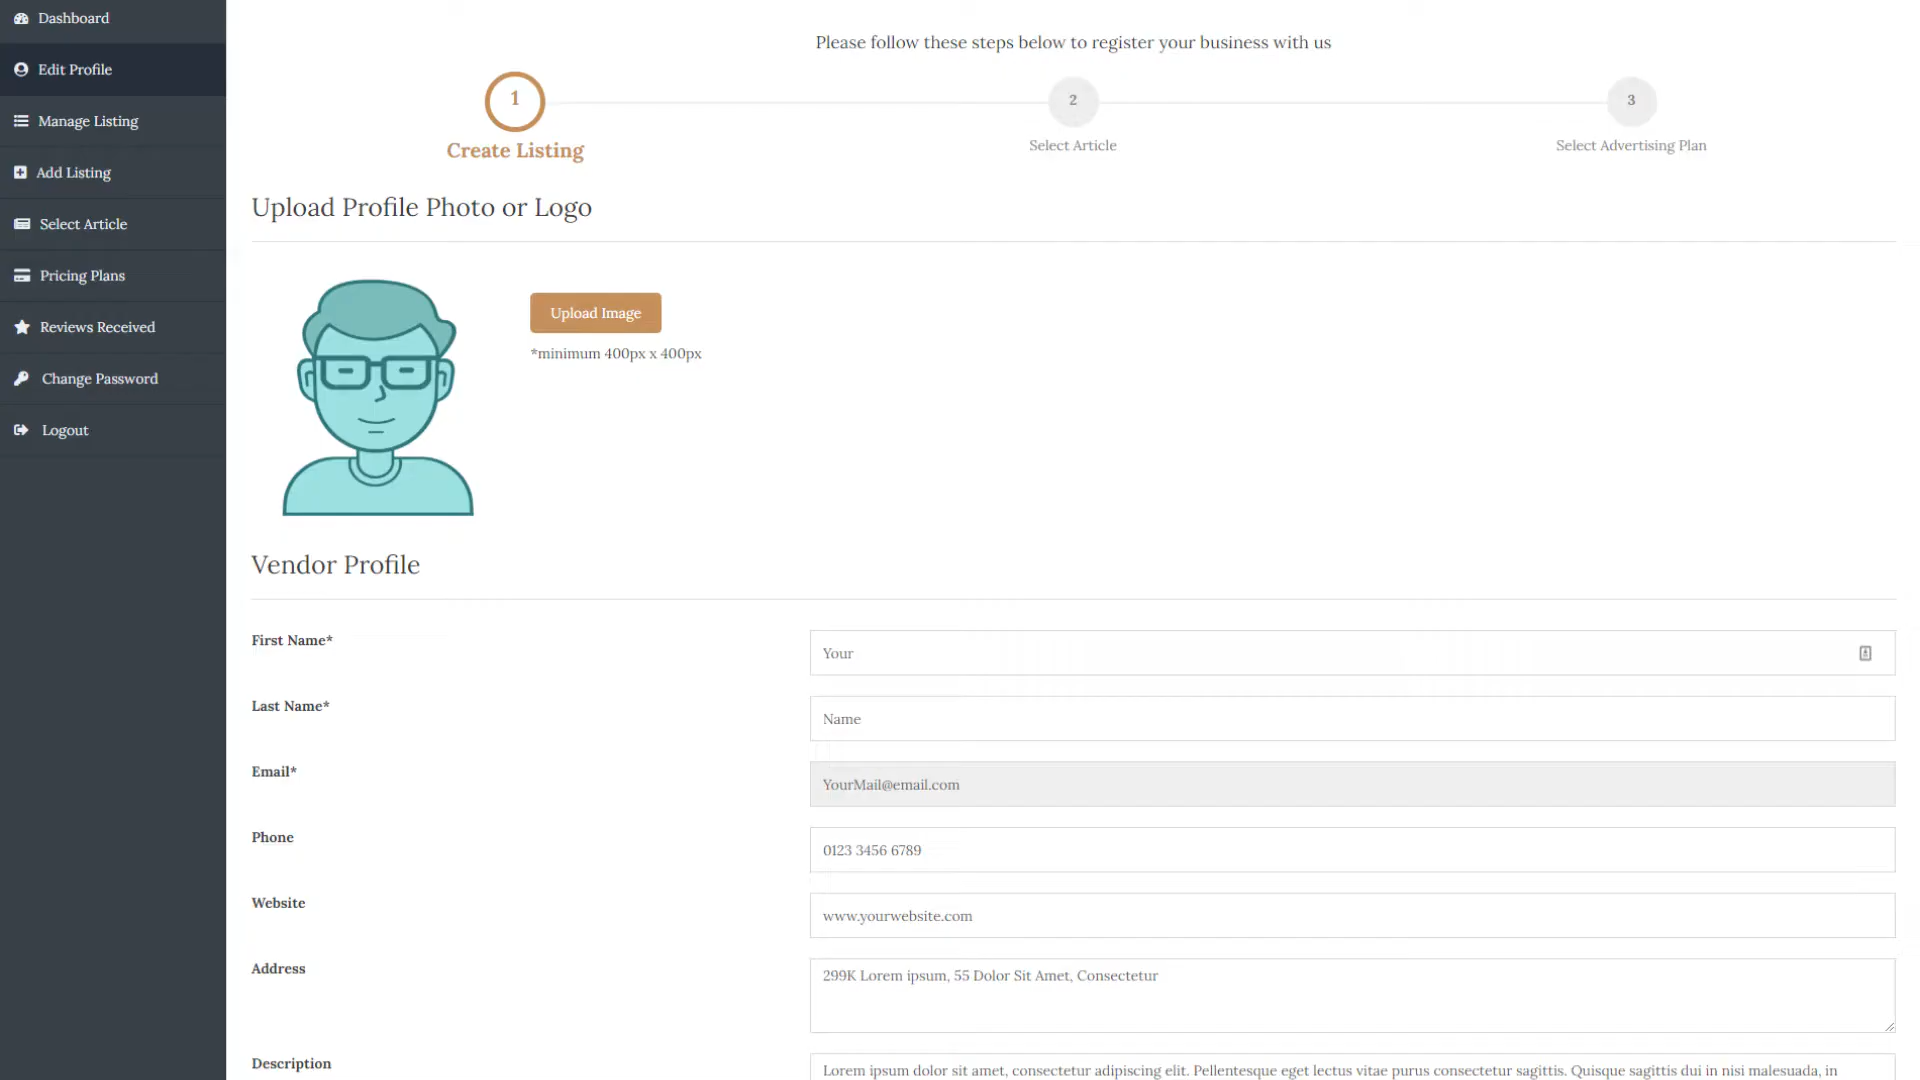 Dashboard
Edit Profile
Manage Listing
Add Listing
Select Article
Pricing Plans
Reviews Received
Change Password
Logout
Please follow these steps below to register your business with us
1
Create Listing
2
Select Article
3
Select Advertising Plan
Upload Profile Photo or Logo
Upload Image
*minimum 400px x 400px
Vendor Profile
First Name*
Your
Last Name*
Name
Email*
YourMail@email.com
Phone
0123 3456 6789
Website
www.yourwebsite.com
Address
299K Lorem ipsum, 55 Dolor Sit Amet, Consectetur
Description
Lorem ipsum dolor sit amet, consectetur adipiscing elit. Pellentesque eget lectus vitae purus consectetur sagittis. Quisque sagittis dui in nisi malesuada, in